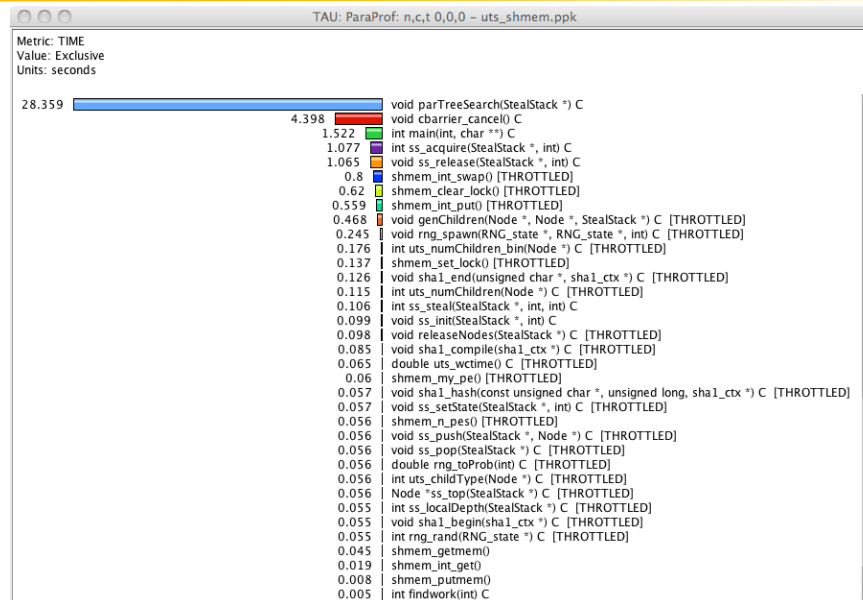 TAU: ParaProf: n,c,t 0,0,0 – uts_shmem.ppk
Metric: TIME
Value: Exclusive
Units: seconds
28.359 void parTreeSearch(StealStack *) C
4.398 void cbarrier_cancel() C
1.522 int main(int, char **) C
1.077 int ss_acquire(StealStack *, int) C
1.065 void ss_release(StealStack *, int) C
0.8 shmem_int_swap() [THROTTLED]
0.62 shmem_clear_lock() [THROTTLED]
0.559 shmem_int_put() [THROTTLED]
0.468 void genChildren(Node *, Node *, StealStack *) C [THROTTLED]
0.245 void rng_spawn(RNG_state *, RNG_state *, int) C [THROTTLED]
0.176 int uts_numChildren_bin(Node *) C [THROTTLED]
0.137 shmem_set_lock() [THROTTLED]
0.126 void sha1_end(unsigned char *, sha1_ctx *) C [THROTTLED]
0.115 int uts_numChildren(Node *) C [THROTTLED]
0.106 int ss_steal(StealStack *, int, int) C
0.099 void ss_init(StealStack *, int) C
0.098 void releaseNodes(StealStack *) C [THROTTLED]
0.085 void sha1_compile(sha1_ctx *) C [THROTTLED]
0.065 double uts_wctime() C [THROTTLED]
0.06 shmem_my_pe() [THROTTLED]
0.057 void sha1_hash(const unsigned char *, unsigned long, sha1_ctx *) C [THROTTLED]
0.057 void ss_setState(StealStack *, int) C [THROTTLED]
0.056 shmem_n_pes() [THROTTLED]
0.056 void ss_push(StealStack *, Node *) C [THROTTLED]
0.056 void ss_pop(StealStack *) C [THROTTLED]
0.056 double rng_toProb(int) C [THROTTLED]
0.056 int uts_childType(Node *) C [THROTTLED]
0.056 Node *ss_top(StealStack *) C [THROTTLED]
0.055 int ss_localDepth(StealStack *) C [THROTTLED]
0.055 void sha1_begin(sha1_ctx *) C [THROTTLED]
0.055 int rng_rand(RNG_state *) C [THROTTLED]
0.045 shmem_getmem()
0.019 shmem_int_get()
0.008 shmem_putmem()
0.005 int findwork(int) C